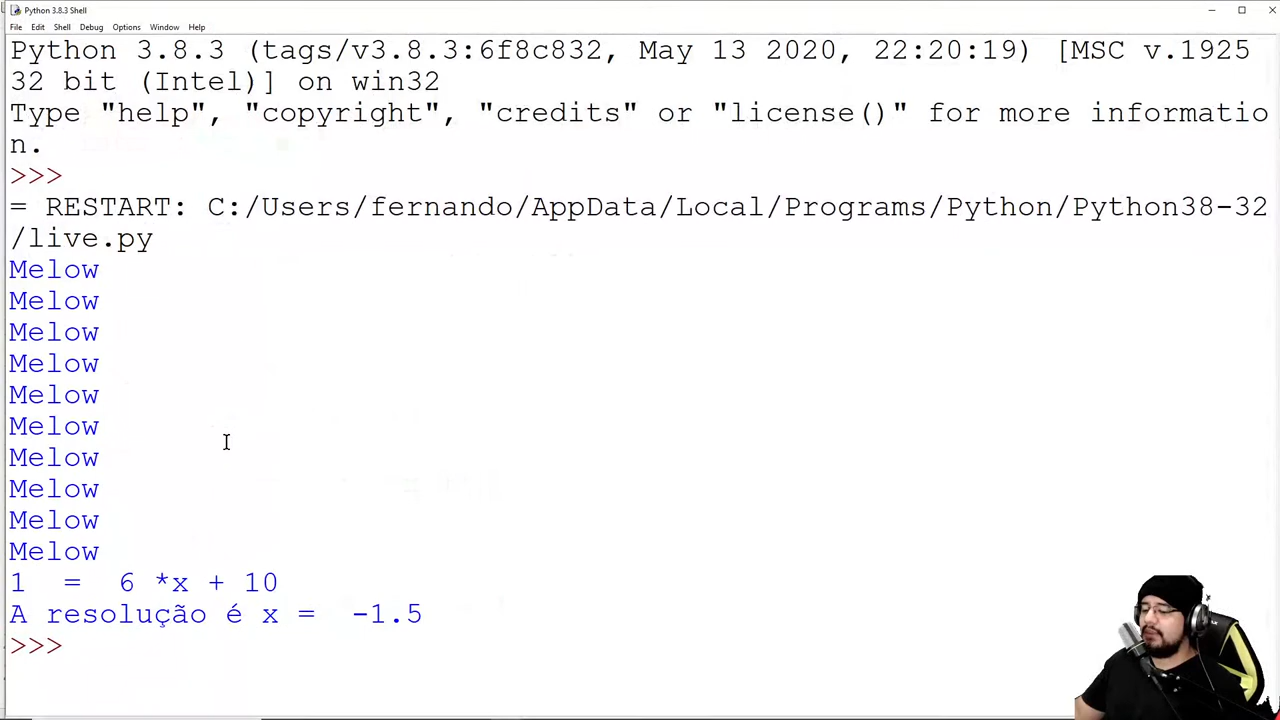 Python 3.8.3 Shell
File Edit Shell Debug Options Window Help
Python 3.8.3 (tags/v3.8.3:6f8c832, May 13 2020, 22:20:19) [MSC v.1925
32 bit (Intel)] on win32
Type "help", "copyright", "credits" or "license()" for more informatio
n.
>>>
= RESTART: C:/Users/fernando/AppData/Local/Programs/Python/Python38-32
/live.py
Melow
Melow
Melow
Melow
Melow
Melow
Melow
Melow
Melow
Melow
1  =  6 *x + 10
A resolução é x =  -1.5
>>>